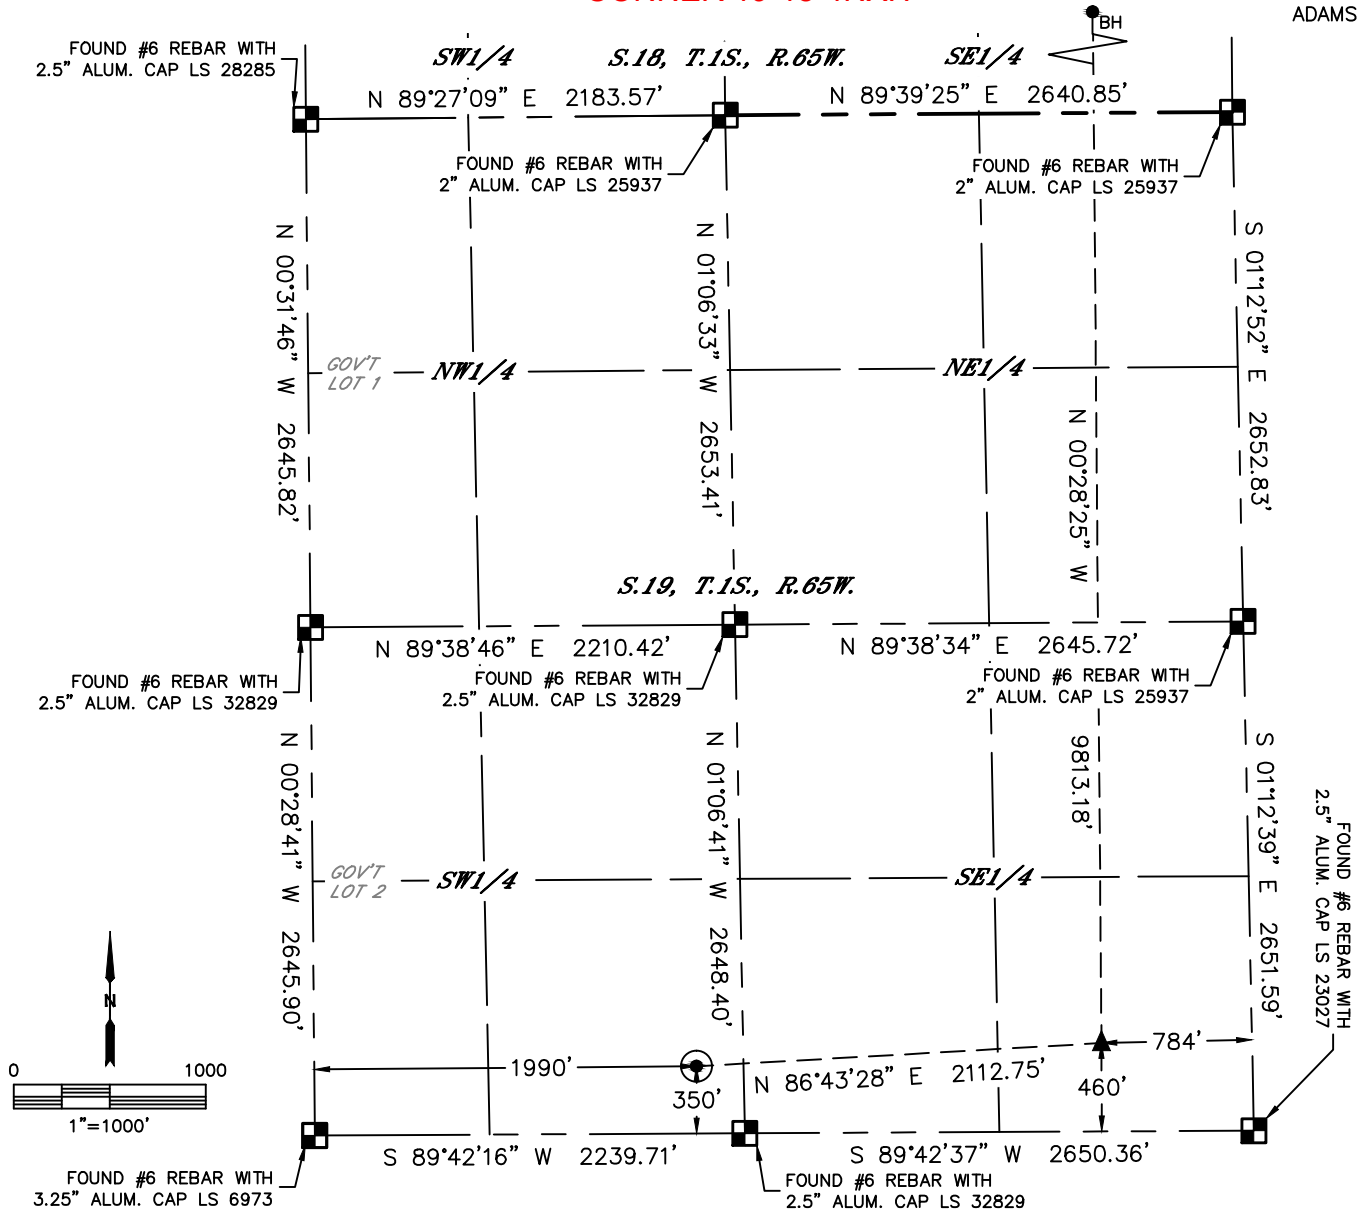 ADAMS
BH
FOUND #6 REBAR WITH
2.5" ALUM. CAP LS 28285
SW1/4
S.18, T.1S., R.65W.
SE1/4
N 89°27'09" E 2183.57'
N 89°39'25" E 2640.85'
FOUND #6 REBAR WITH
2" ALUM. CAP LS 25937
FOUND #6 REBAR WITH
2" ALUM. CAP LS 25937
N 00°31'46" W 2645.82'
N 01°06'33" W 2653.41'
S 01°12'52" E 2652.83'
GOV'T
LOT 1
NW1/4
NE1/4
N 00°28'25" W
9813.18'
S.19, T.1S., R.65W.
N 89°38'46" E 2210.42'
N 89°38'34" E 2645.72'
FOUND #6 REBAR WITH
2.5" ALUM. CAP LS 32829
FOUND #6 REBAR WITH
2.5" ALUM. CAP LS 32829
FOUND #6 REBAR WITH
2" ALUM. CAP LS 25937
N 00°28'41" W 2645.90'
N 01°06'41" W 2648.40'
S 01°12'39" E 2651.59'
FOUND #6 REBAR WITH
2.5" ALUM. CAP LS 23027
GOV'T
LOT 2
SW1/4
SE1/4
N
0 1000
1"=1000'
1990'
350'
N 86°43'28" E 2112.75'
784'
460'
S 89°42'16" W 2239.71'
S 89°42'37" W 2650.36'
FOUND #6 REBAR WITH
3.25" ALUM. CAP LS 6973
FOUND #6 REBAR WITH
2.5" ALUM. CAP LS 32829